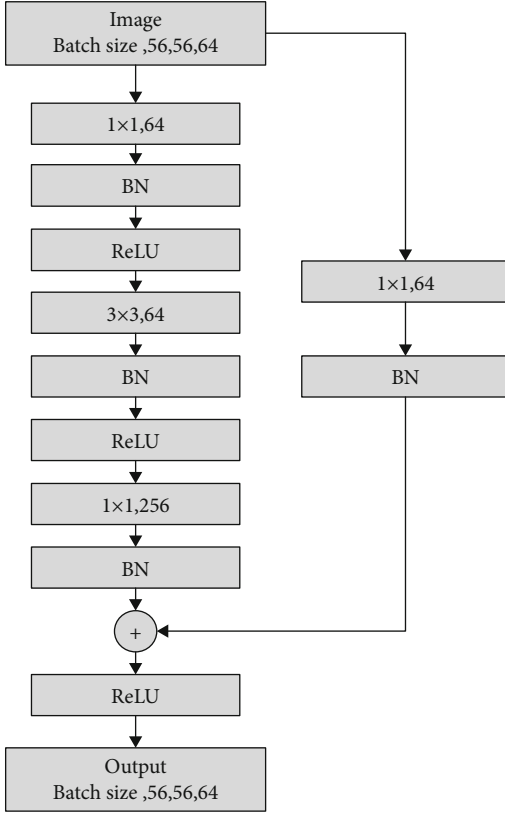 Image
Batch size ,56,56,64
1×1,64
BN
ReLU
3×3,64
BN
ReLU
1×1,256
BN
+
ReLU
Output
Batch size ,56,56,64
1×1,64
BN